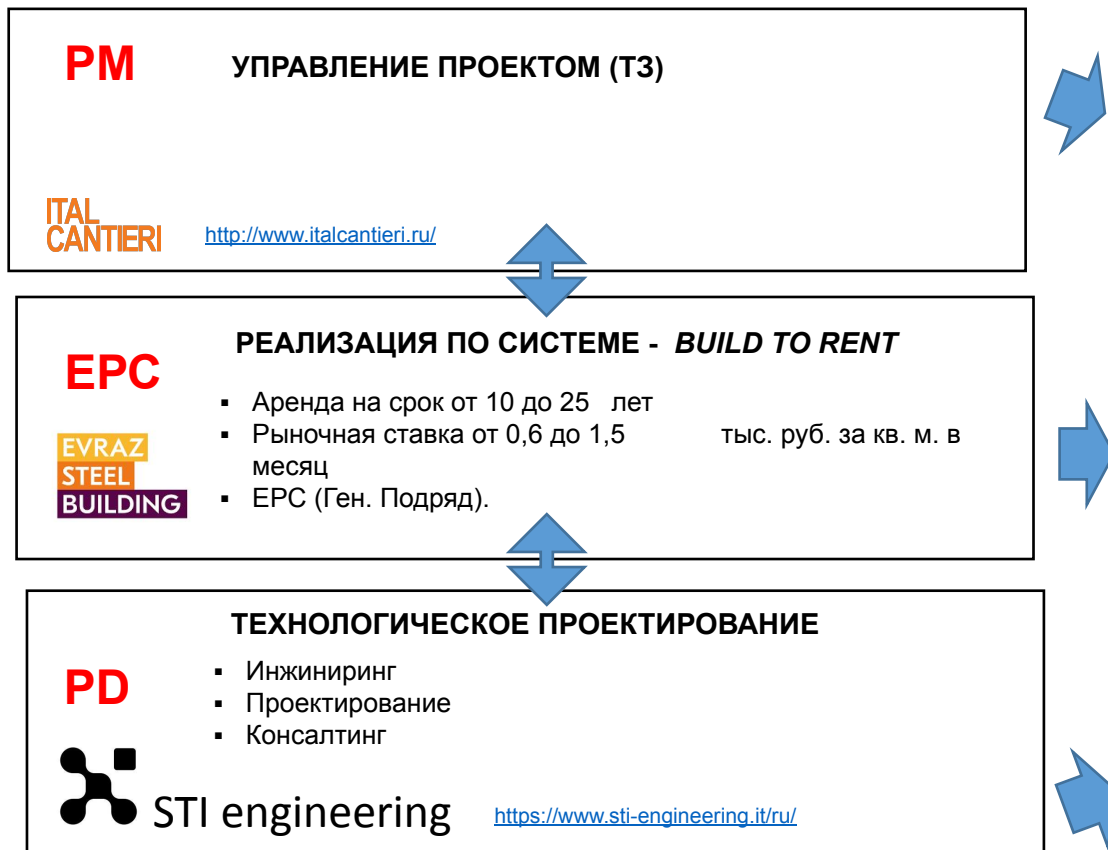 PM
УПРАВЛЕНИЕ ПРОЕКТОМ (ТЗ)
ITAL
CANTIERI
http://www.italcantieri.ru/
РЕАЛИЗАЦИЯ ПО СИСТЕМЕ - BUILD TO RENT
EPC
▪ Аренда на срок от 10 до 25 лет
▪ Рыночная ставка от 0,6 до 1,5 тыс. руб. за кв. м. в
месяц
▪ ЕРС (Ген. Подряд).
EVRAZ
STEEL
BUILDING
ТЕХНОЛОГИЧЕСКОЕ ПРОЕКТИРОВАНИЕ
PD
▪ Инжиниринг
▪ Проектирование
▪ Консалтинг
STI engineering
https://www.sti-engineering.it/ru/